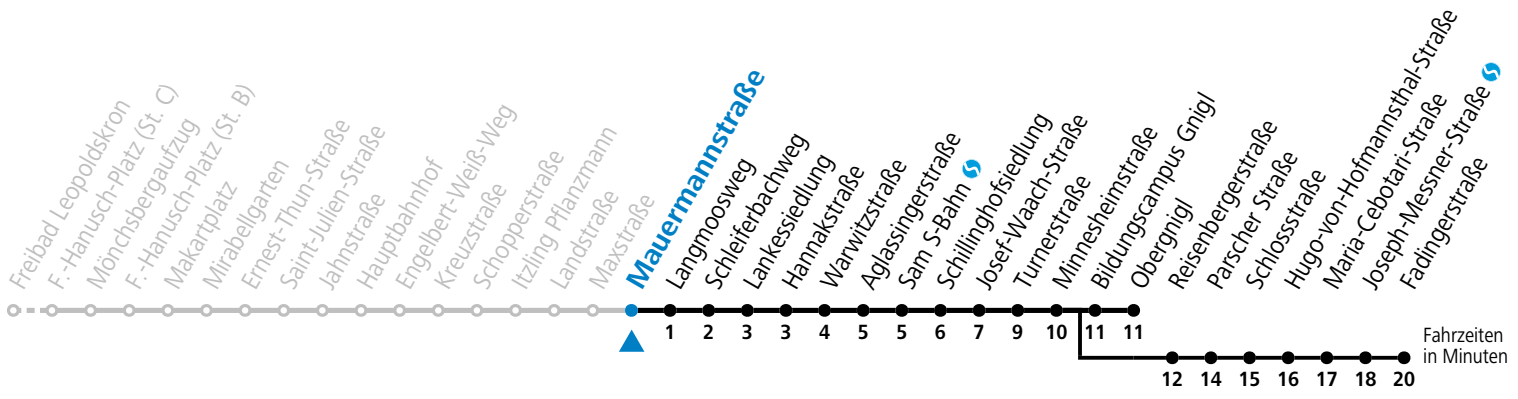 Freibad Leopoldskron
F.-Hanusch-Platz (St. C)
Mönchsbergaufzug
F.-Hanusch-Platz (St. B)
Makartplatz
Mirabellgarten
Ernest-Thun-Straße
Saint-Julien-Straße
Jahnstraße
Hauptbahnhof
Engelbert-Weiß-Weg
Kreuzstraße
Schopperstraße
Itzling Pflanzmann
Landstraße
Maxstraße
Mauermannstraße
Langmoosweg
Schleiferbachweg
Lankessiedlung
Hannakstraße
Warwitzstraße
Aglassingerstraße
Sam S-Bahn
Schillinghofsiedlung
Josef-Waach-Straße
Turnerstraße
Minnesheimstraße
Bildungscampus Gnigl
Obergnigl
Reisenbergerstraße
Parscher Straße
Schlossstraße
Hugo-von-Hofmannsthal-Straße
Maria-Cebotari-Straße
Joseph-Messner-Straße
Fadingerstraße
1 2 3 3 4 5 5 6 7 9 10 11 11
Fahrzeiten
in Minuten
12 14 15 16 17 18 20